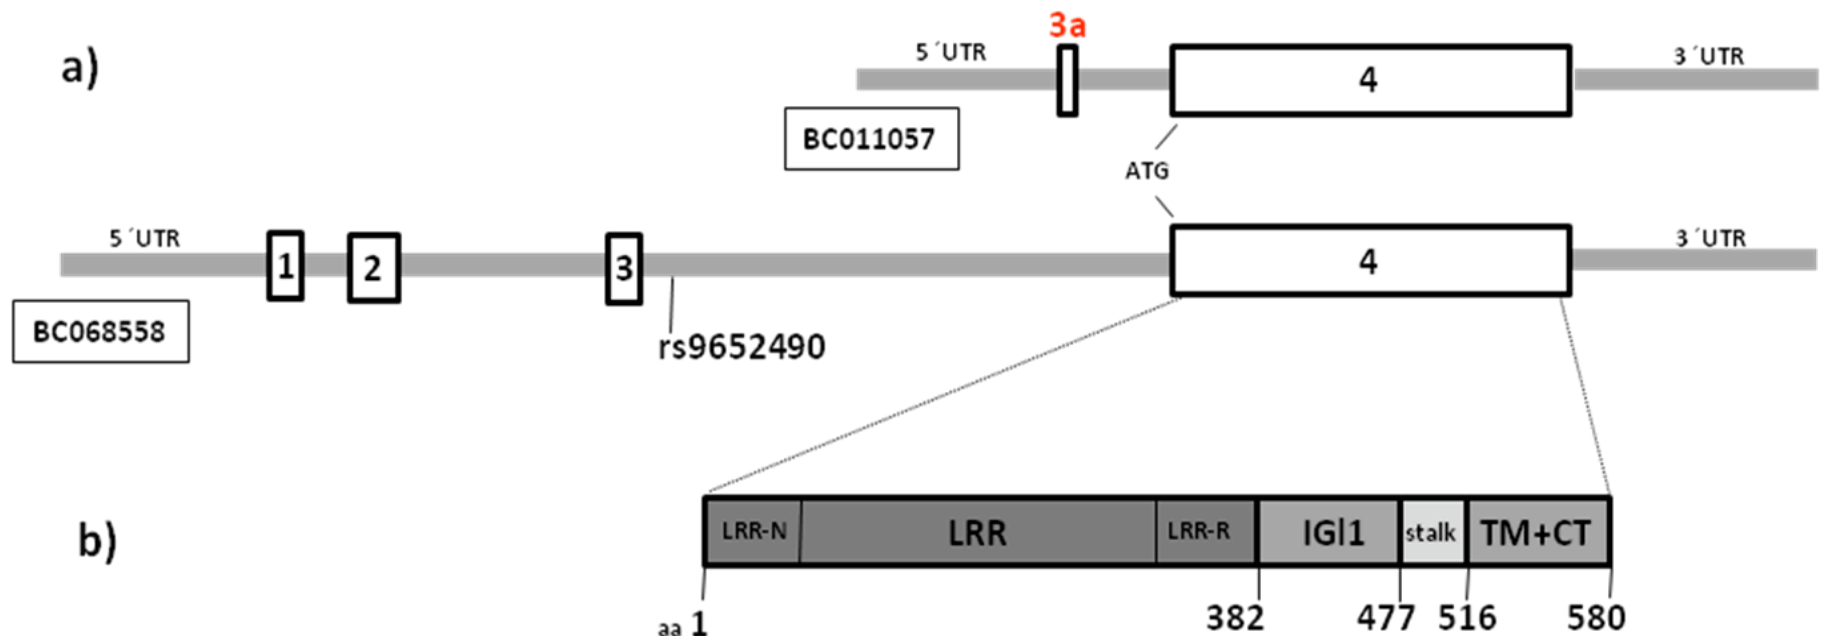 a)
5 ´UTR
3a
4
3 ´UTR
BC011057
ATG
5 ´UTR
1
2
3
4
3 ´UTR
BC068558
rs9652490
b)
LRR-N
LRR
LRR-R
IGl1
stalk
TM+CT
aa 1
382
477
516
580